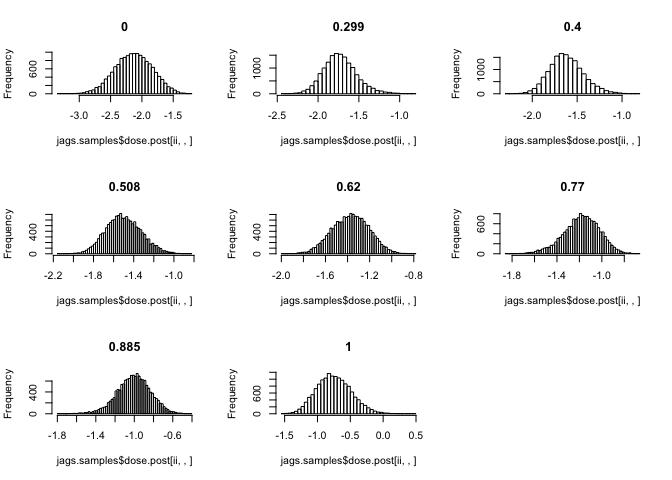 0
Frequency
0 600
-3.0 -2.5 -2.0 -1.5
jags.samples$dose.post[ii, , ]
0.299
Frequency
0 1000
-2.5 -2.0 -1.5 -1.0
jags.samples$dose.post[ii, , ]
0.4
Frequency
0 1000
-2.0 -1.5 -1.0
jags.samples$dose.post[ii, , ]
0.508
Frequency
0 400
-2.2 -1.8 -1.4 -1.0
jags.samples$dose.post[ii, , ]
0.62
Frequency
0 400
-2.0 -1.6 -1.2 -0.8
jags.samples$dose.post[ii, , ]
0.77
Frequency
0 600
-1.8 -1.4 -1.0
jags.samples$dose.post[ii, , ]
0.885
Frequency
0 400
-1.8 -1.4 -1.0 -0.6
jags.samples$dose.post[ii, , ]
1
Frequency
0 600
-1.5 -1.0 -0.5 0.0 0.5
jags.samples$dose.post[ii, , ]